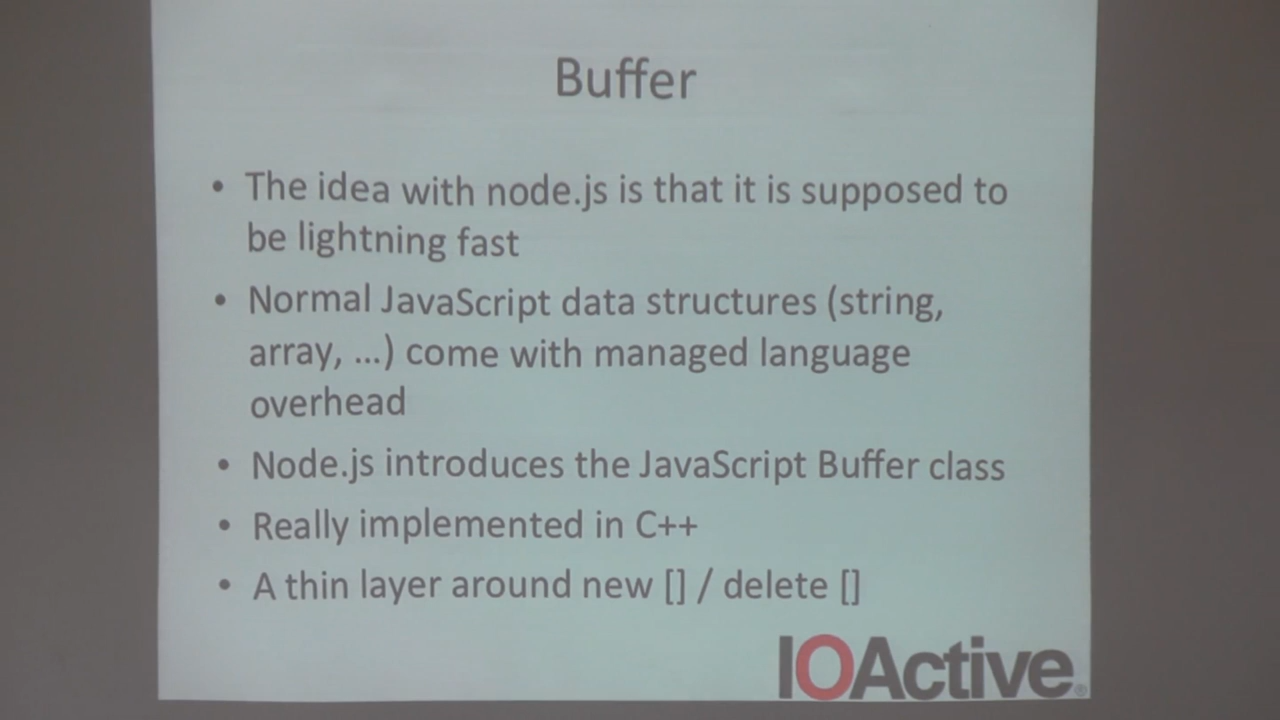 Buffer
• The idea with node.js is that it is supposed to
be lightning fast
• Normal JavaScript data structures (string,
array, ...) come with managed language
overhead
• Node.js introduces the JavaScript Buffer class
• Really implemented in C++
• A thin layer around new [] / delete []
IOActive®